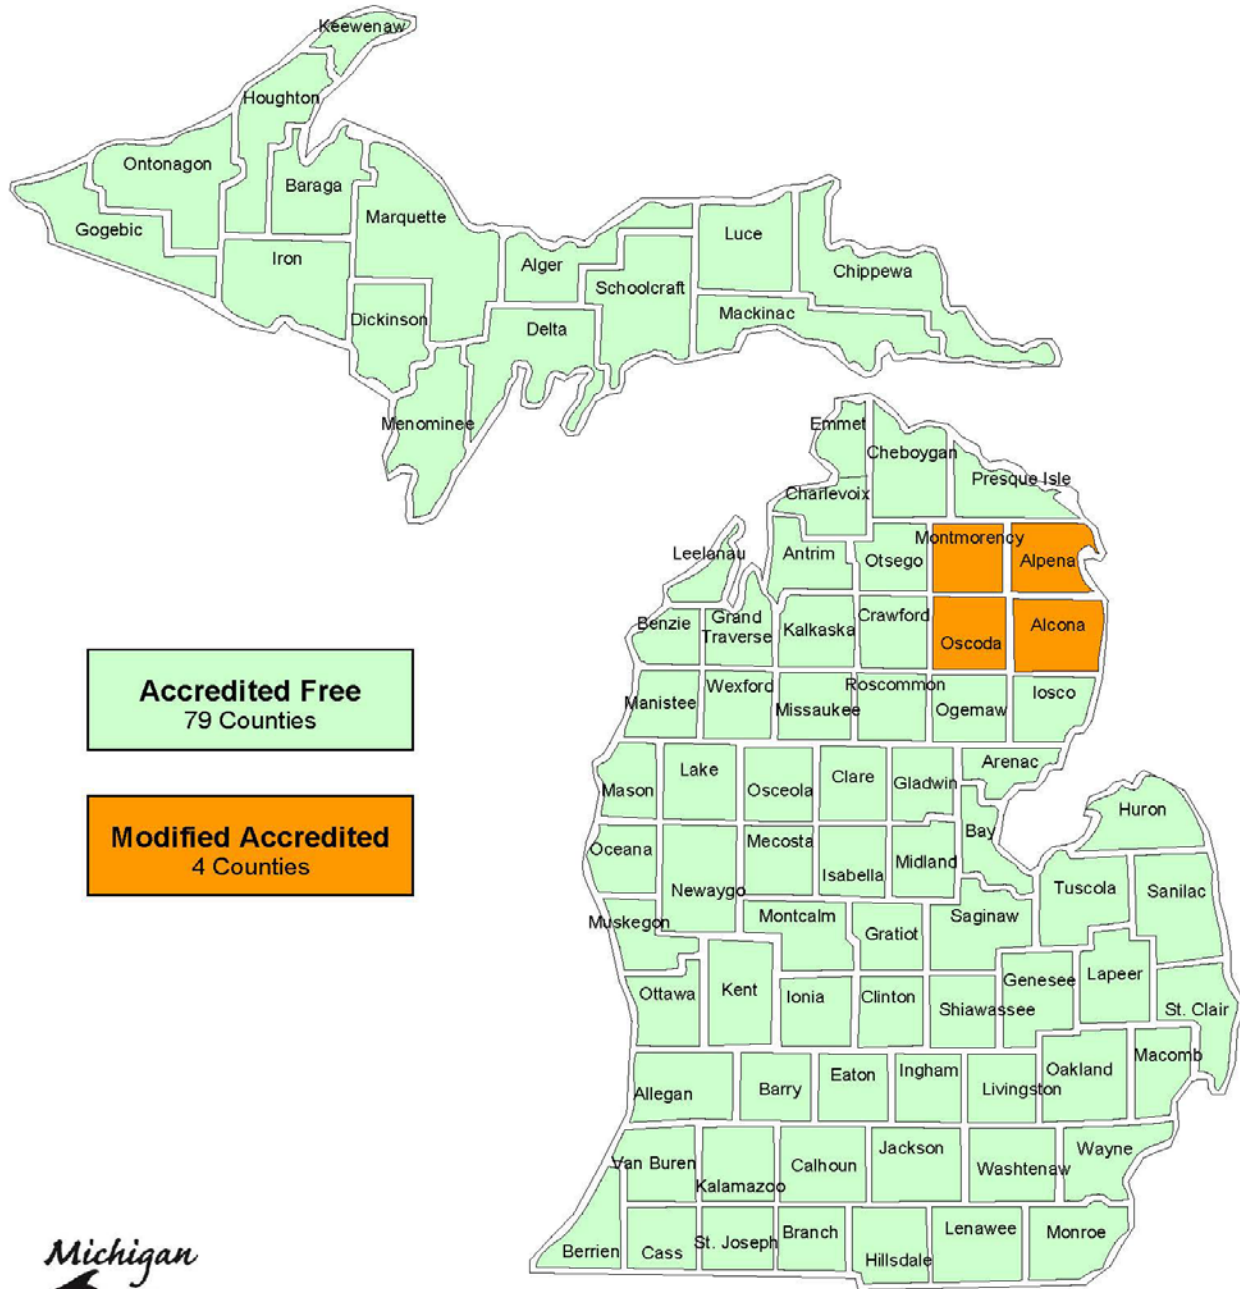 Keewenaw
Houghton
Ontonagon
Baraga
Marquette
Gogebic
Iron
Luce
Alger
Chippewa
Schoolcraft
Dickinson
Delta
Mackinac
Menominee
Emmet
Cheboygan
Presque Isle
Charlevoix
Montmorency
Leelanau
Antrim
Otsego
Alpena
Benzie
Grand
Traverse
Kalkaska
Crawford
Oscoda
Alcona
Accredited Free
79 Counties
Manistee
Wexford
Missaukee
Roscommon
Ogemaw
Iosco
Mason
Lake
Osceola
Clare
Gladwin
Arenac
Modified Accredited
4 Counties
Oceana
Newaygo
Mecosta
Isabella
Midland
Bay
Huron
Muskegon
Montcalm
Gratiot
Saginaw
Tuscola
Sanilac
Ottawa
Kent
Ionia
Clinton
Shiawassee
Genesee
Lapeer
St. Clair
Allegan
Barry
Eaton
Ingham
Livingston
Oakland
Macomb
Van Buren
Kalamazoo
Calhoun
Jackson
Washtenaw
Wayne
Berrien
Cass
St. Joseph
Branch
Hillsdale
Lenawee
Monroe
Michigan